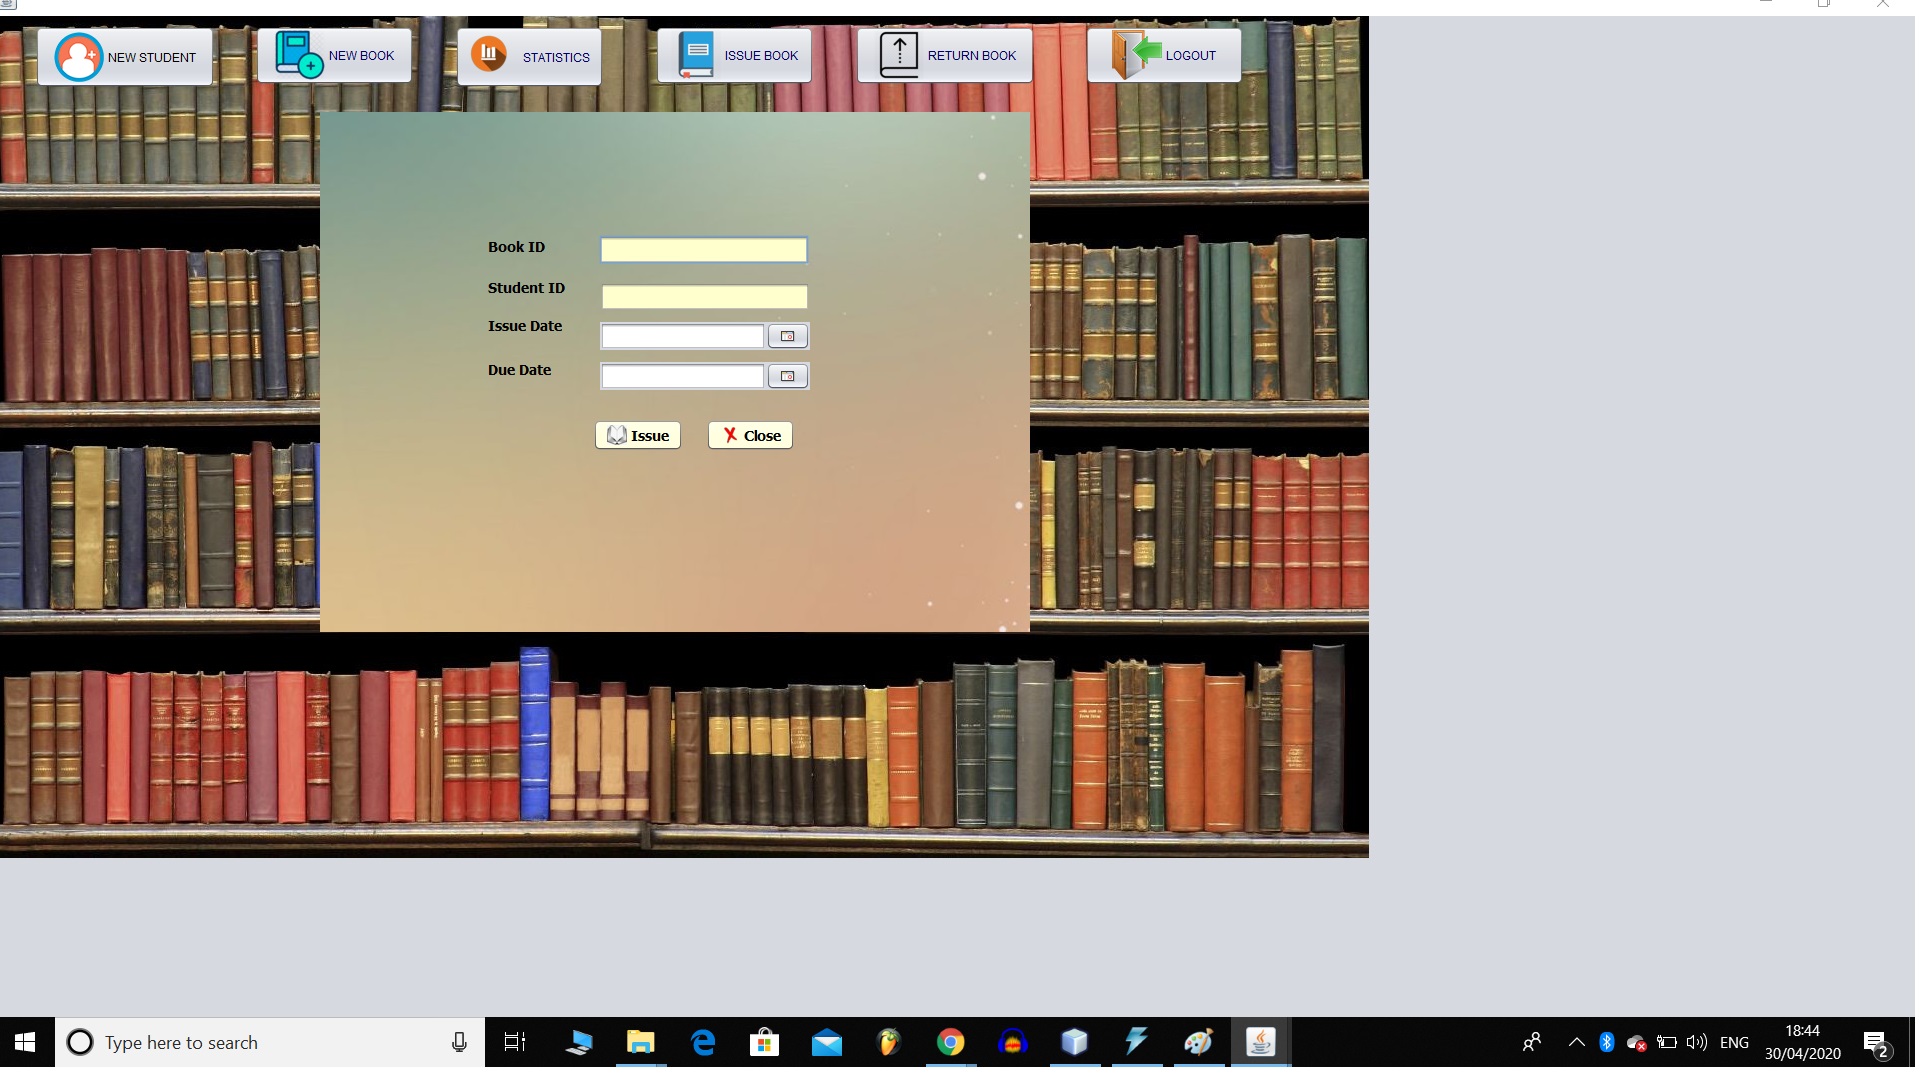 NEW STUDENT
NEW BOOK
STATISTICS
ISSUE BOOK
RETURN BOOK
LOGOUT
Book ID
Student ID
Issue Date
Due Date
Issue
Close
Type here to search
ENG
18:44
30/04/2020
2